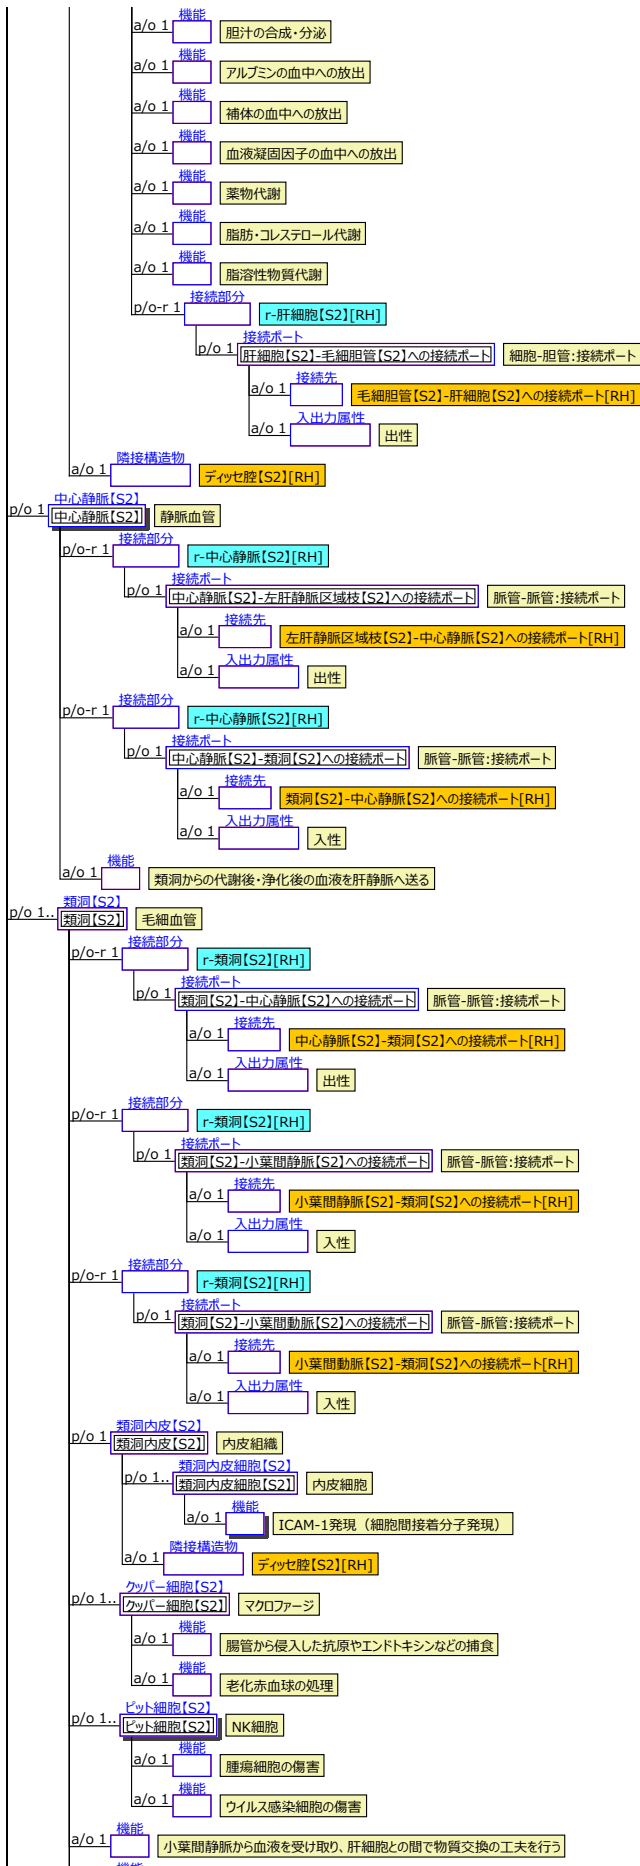 機能
a/o 1 胆汁の合成・分泌
機能
a/o 1 アルブミンの血中への放出
機能
a/o 1 補体の血中への放出
機能
a/o 1 血液凝固因子の血中への放出
機能
a/o 1 薬物代謝
機能
a/o 1 脂肪・コレステロール代謝
機能
a/o 1 脂溶性物質代謝
接続部分
p/o-r 1 r-肝細胞【S2】[RH]
接続ポート
p/o 1 肝細胞【S2】-毛細胆管【S2】への接続ポート 細胞-胆管:接続ポート
接続先
a/o 1 毛細胆管【S2】-肝細胞【S2】への接続ポート[RH]
入出力属性
a/o 1 出性
隣接構造物
a/o 1 ディッセ腔【S2】[RH]
中心静脈【S2】
p/o 1 中心静脈【S2】 静脈血管
接続部分
p/o-r 1 r-中心静脈【S2】[RH]
接続ポート
p/o 1 中心静脈【S2】-左肝静脈区域枝【S2】への接続ポート 脈管-脈管:接続ポート
接続先
a/o 1 左肝静脈区域枝【S2】-中心静脈【S2】への接続ポート[RH]
入出力属性
a/o 1 出性
接続部分
p/o-r 1 r-中心静脈【S2】[RH]
接続ポート
p/o 1 中心静脈【S2】-類洞【S2】への接続ポート 脈管-脈管:接続ポート
接続先
a/o 1 類洞【S2】-中心静脈【S2】への接続ポート[RH]
入出力属性
a/o 1 入性
機能
a/o 1 類洞からの代謝後・浄化後の血液を肝静脈へ送る
類洞【S2】
p/o 1.. 類洞【S2】 毛細血管
接続部分
p/o-r 1 r-類洞【S2】[RH]
接続ポート
p/o 1 類洞【S2】-中心静脈【S2】への接続ポート 脈管-脈管:接続ポート
接続先
a/o 1 中心静脈【S2】-類洞【S2】への接続ポート[RH]
入出力属性
a/o 1 出性
接続部分
p/o-r 1 r-類洞【S2】[RH]
接続ポート
p/o 1 類洞【S2】-小葉間静脈【S2】への接続ポート 脈管-脈管:接続ポート
接続先
a/o 1 小葉間静脈【S2】-類洞【S2】への接続ポート[RH]
入出力属性
a/o 1 入性
接続部分
p/o-r 1 r-類洞【S2】[RH]
接続ポート
p/o 1 類洞【S2】-小葉間動脈【S2】への接続ポート 脈管-脈管:接続ポート
接続先
a/o 1 小葉間動脈【S2】-類洞【S2】への接続ポート[RH]
入出力属性
a/o 1 入性
類洞内皮【S2】
p/o 1 類洞内皮【S2】 内皮組織
類洞内皮細胞【S2】
p/o 1.. 類洞内皮細胞【S2】 内皮細胞
機能
a/o 1 ICAM-1発現（細胞間接着分子発現）
隣接構造物
a/o 1 ディッセ腔【S2】[RH]
クッパー細胞【S2】
p/o 1.. クッパー細胞【S2】 マクロファージ
機能
a/o 1 腸管から侵入した抗原やエンドトキシンなどの捕食
機能
a/o 1 老化赤血球の処理
ピット細胞【S2】
p/o 1.. ピット細胞【S2】 NK細胞
機能
a/o 1 腫瘍細胞の傷害
機能
a/o 1 ウイルス感染細胞の傷害
機能
a/o 1 小葉間静脈から血液を受け取り、肝細胞との間で物質交換の工夫を行う
機能